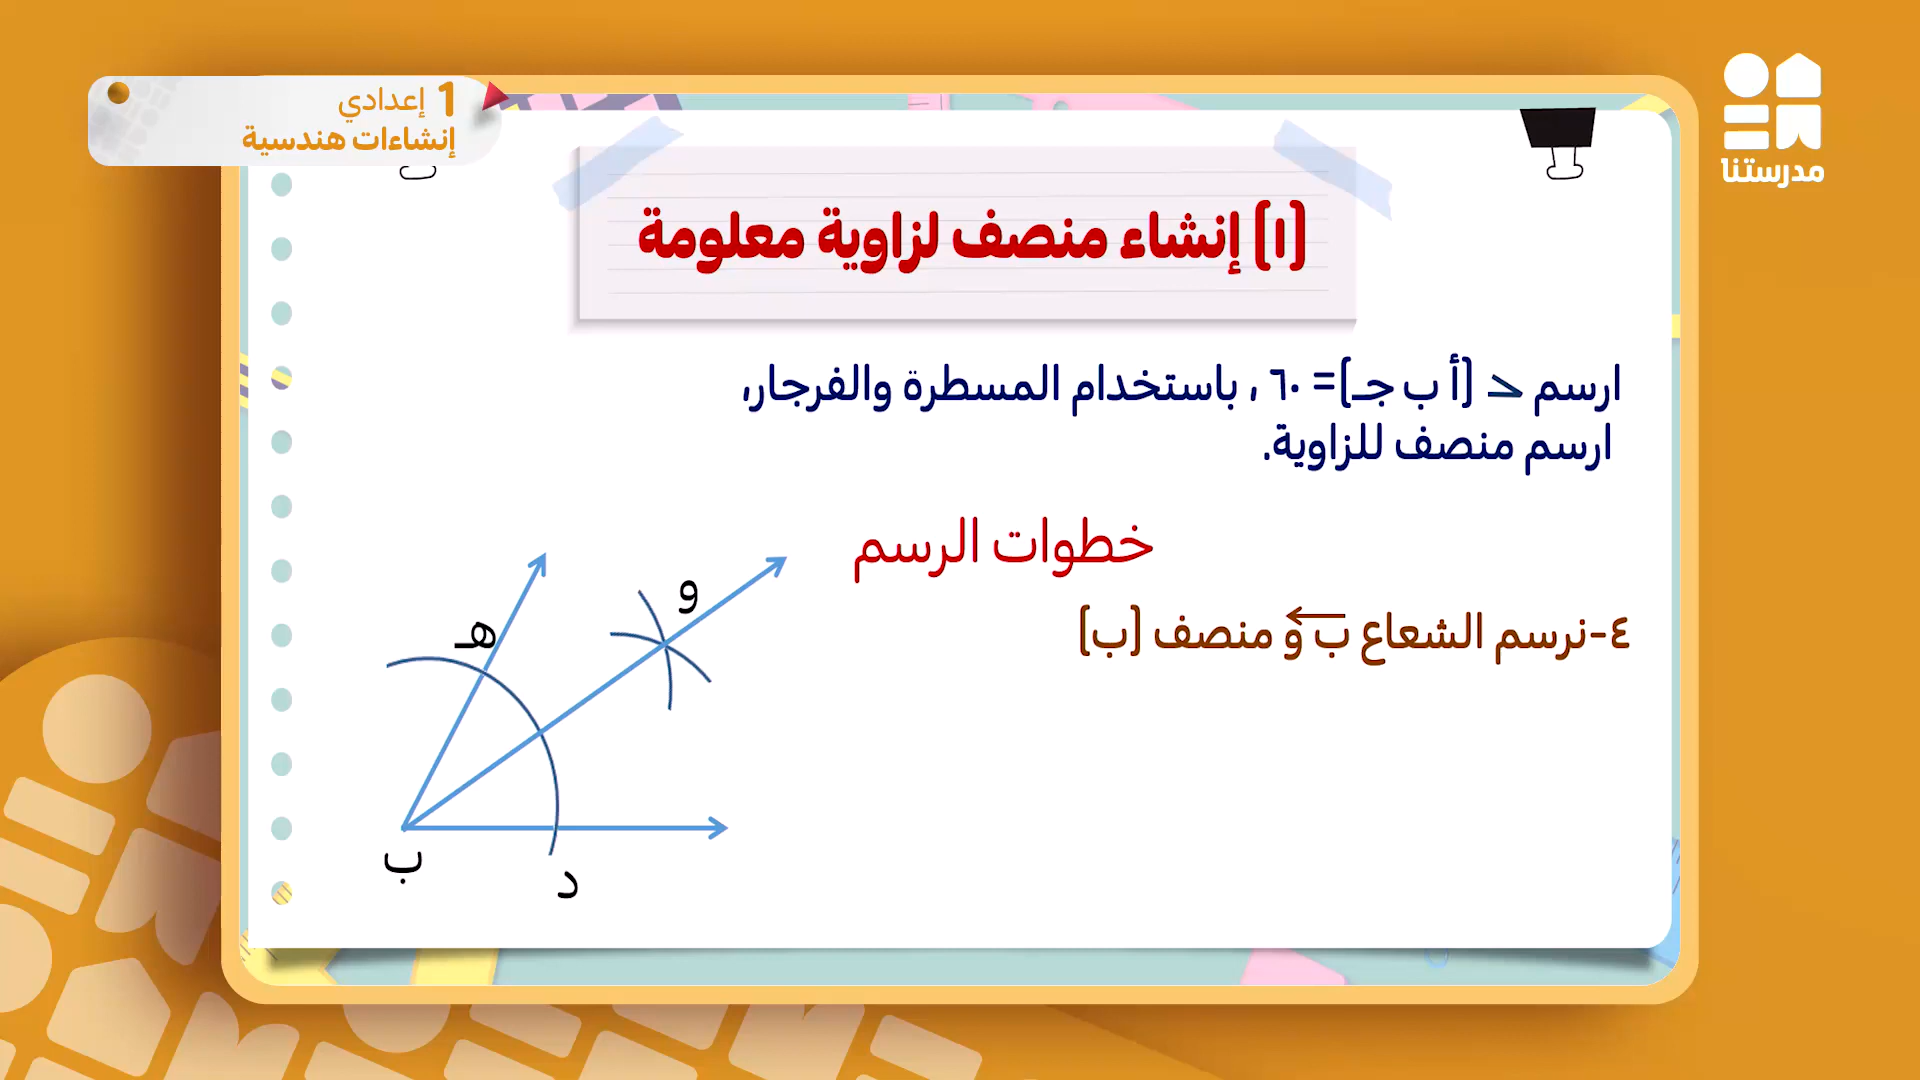 1 إعدادي
إنشاءات هندسية
مدرستنا
(١) إنشاء منصف لزاوية معلومة
ارسم > (أ ب جـ)= ٦٠ ، باستخدام المسطرة والفرجار،
ارسم منصف للزاوية.
خطوات الرسم
٤-نرسم الشعاع ب و منصف (ب)
و
هـ
ب
د